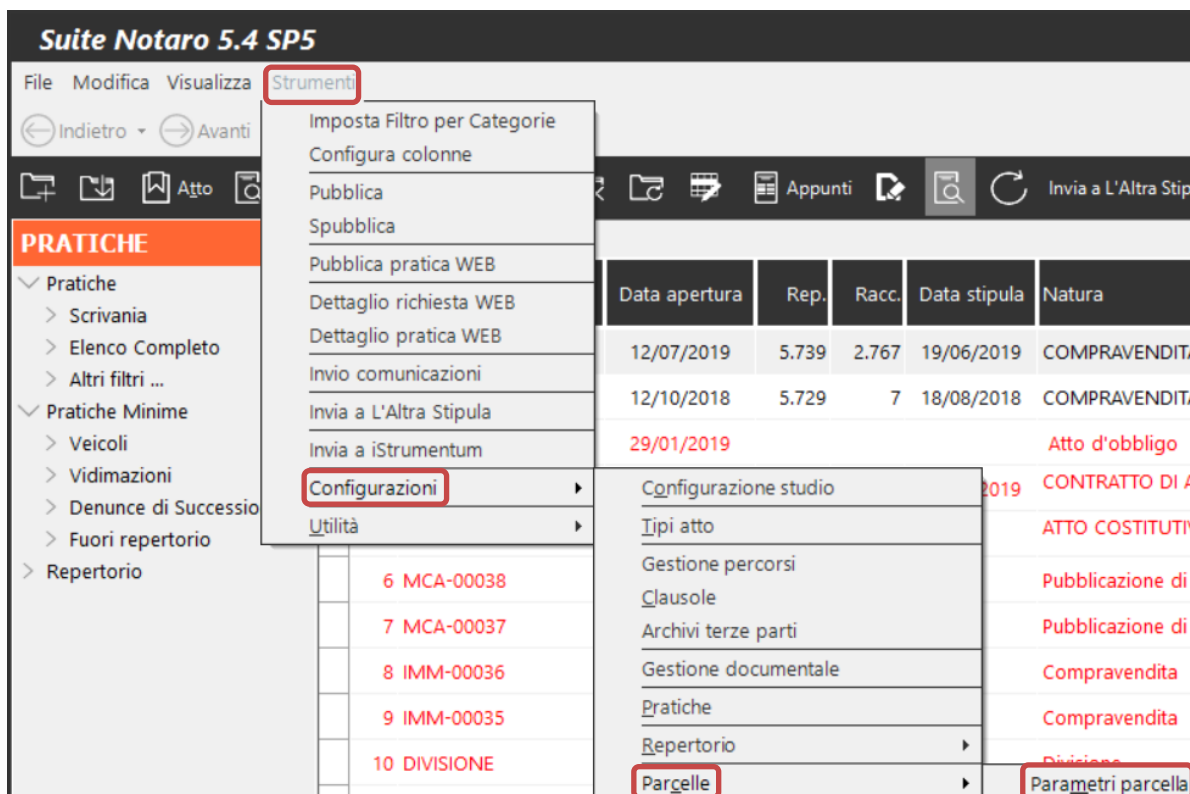 Suite Notaro 5.4 SP5
File Modifica Visualizza Strumenti
Indietro Avanti
Atto
Appunti
Invia a L'Altra Stip
PRATICHE
Pratiche
Scrivania
Elenco Completo
Altri filtri ...
Pratiche Minime
Veicoli
Vidimazioni
Denunce di Successio
Fuori repertorio
Repertorio
Imposta Filtro per Categorie
Configura colonne
Pubblica
Spubblica
Pubblica pratica WEB
Dettaglio richiesta WEB
Dettaglio pratica WEB
Invio comunicazioni
Invia a L'Altra Stipula
Invia a iStrumentum
Configurazioni
Utilità
Configurazione studio
Tipi atto
Gestione percorsi
Clausole
Archivi terze parti
Gestione documentale
Pratiche
Repertorio
Parcelle
Parametri parcella
Data apertura Rep. Racc. Data stipula Natura
12/07/2019 5.739 2.767 19/06/2019 COMPRAVENDITA
12/10/2018 5.729 7 18/08/2018 COMPRAVENDITA
29/01/2019 Atto d'obbligo
2019 CONTRATTO DI A
ATTO COSTITUTIV
6 MCA-00038 Pubblicazione di
7 MCA-00037 Pubblicazione di
8 IMM-00036 Compravendita
9 IMM-00035 Compravendita
10 DIVISIONE Divisione